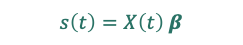 s(t) = X(t) β